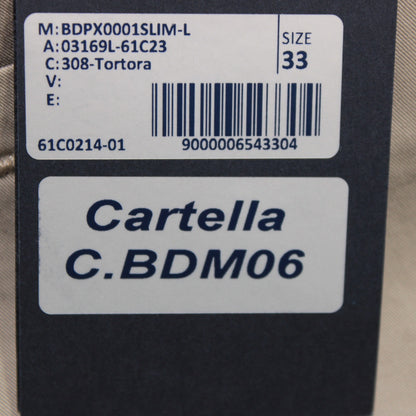 M:BDPX0001SLIM-L
A:03169L-61C23
C:308-Tortora
V:
E:
SIZE
33
61C0214-01
9000006543304
Cartella
C.BDM06